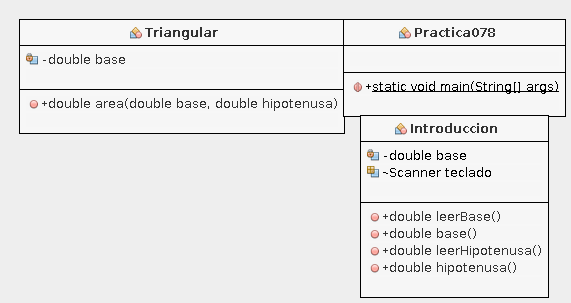 Triangular
-double base
+double area(double base, double hipotenusa)
Practica078
+static void main(String[] args)
Introduccion
-double base
~Scanner teclado
+double leerBase()
+double base()
+double leerHipotenusa()
+double hipotenusa()